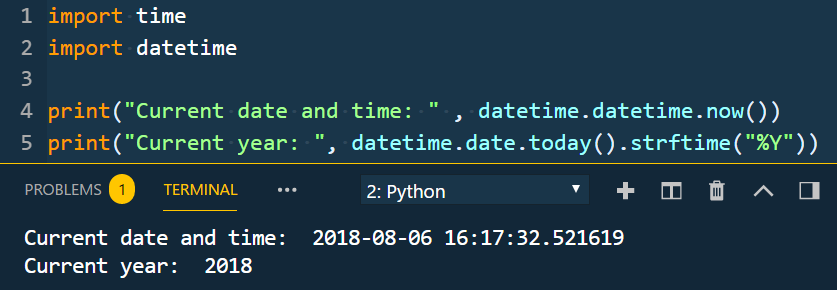 1 import time
2 import datetime
3
4 print("Current date and time: " , datetime.datetime.now())
5 print("Current year: ", datetime.date.today().strftime("%Y"))
PROBLEMS 1 TERMINAL ••• 2: Python
Current date and time:  2018-08-06 16:17:32.521619
Current year:  2018